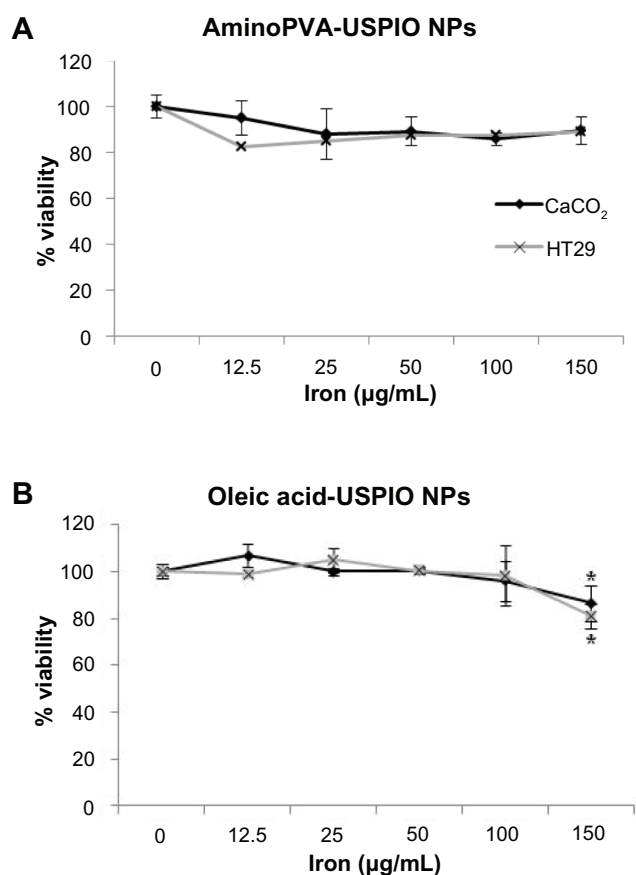 A
AminoPVA-USPIO NPs
120
100
80
60
40
20
0
% viability
CaCO₂
HT29
0 12.5 25 50 100 150
Iron (µg/mL)
B
Oleic acid-USPIO NPs
120
100
80
60
40
20
0
% viability
*
*
0 12.5 25 50 100 150
Iron (µg/mL)